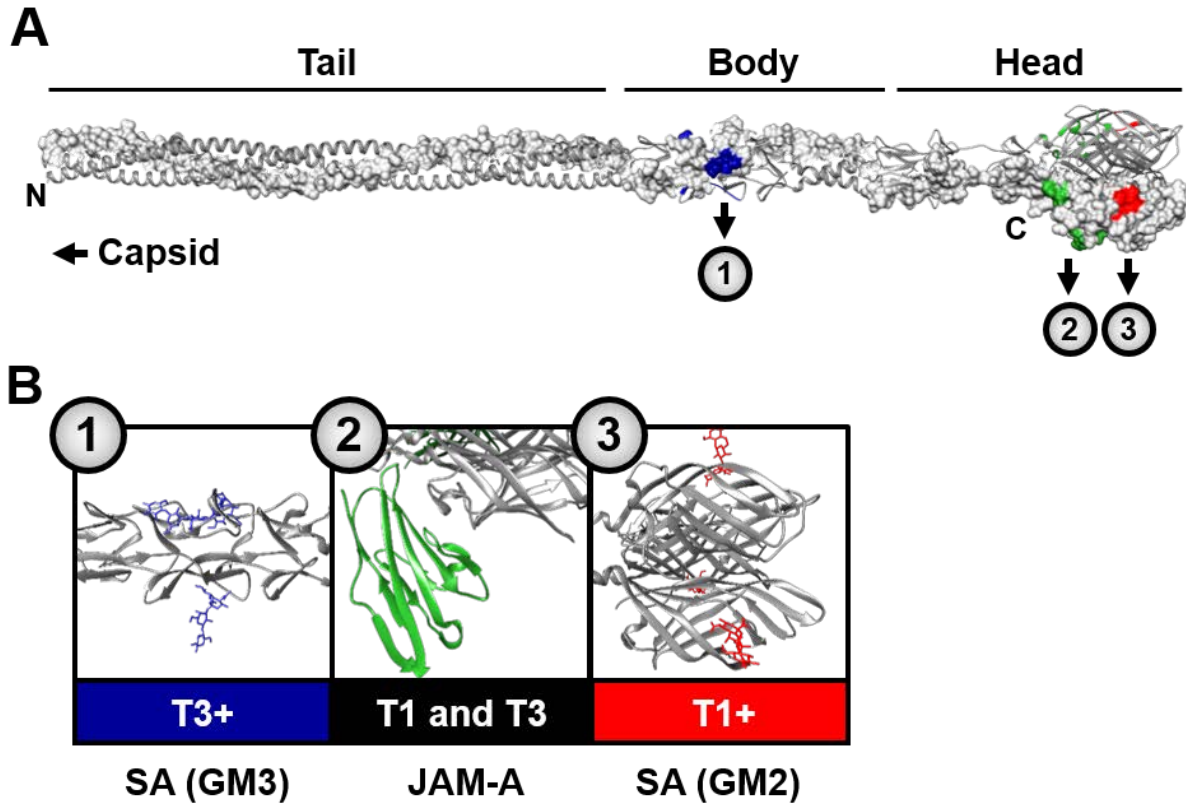 A
Tail Body Head
N
C
Capsid
1
2 3
B
1 2 3
T3+ T1 and T3 T1+
SA (GM3) JAM-A SA (GM2)